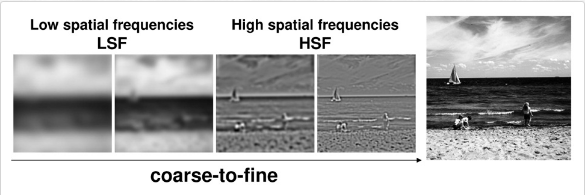 Low spatial frequencies
LSF
High spatial frequencies
HSF
coarse-to-fine